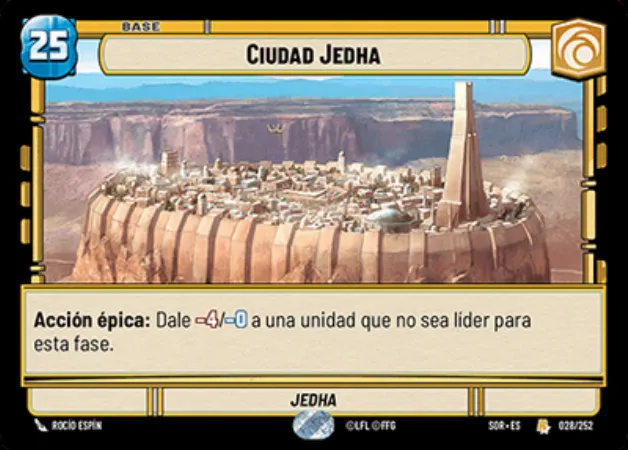 BASE
25
CIUDAD JEDHA
Acción épica: Dale -4/-0 a una unidad que no sea líder para
esta fase.
JEDHA
ROCÍO ESPÍN
©LFL ©FFG
SOR•ES
R
028/252